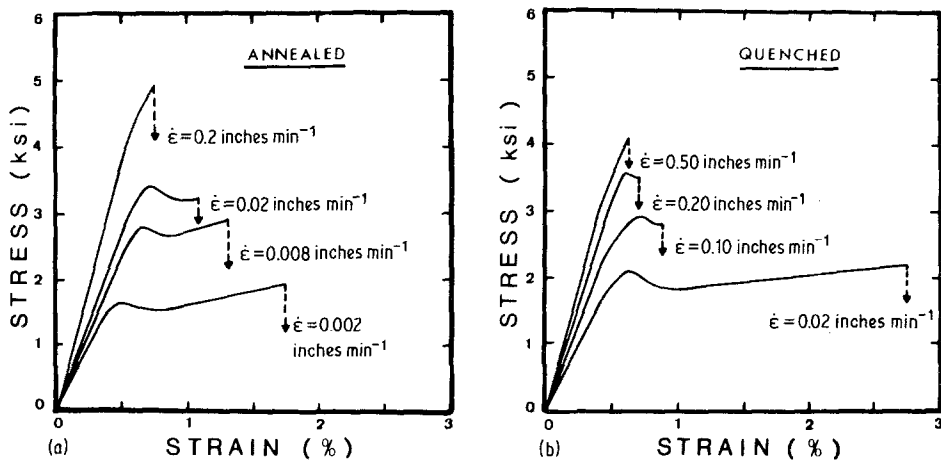 ANNEALED
6
5
4
3
2
1
0
STRESS (ksi)
ε̇=0.2 inches min⁻¹
ε̇=0.02 inches min⁻¹
ε̇=0.008 inches min⁻¹
ε̇=0.002
inches min⁻¹
0
1
2
3
(a)
STRAIN (%)
QUENCHED
6
5
4
3
2
1
0
STRESS (ksi)
ε̇=0.50 inches min⁻¹
ε̇=0.20 inches min⁻¹
ε̇=0.10 inches min⁻¹
ε̇=0.02 inches min⁻¹
0
1
2
3
(b)
STRAIN (%)